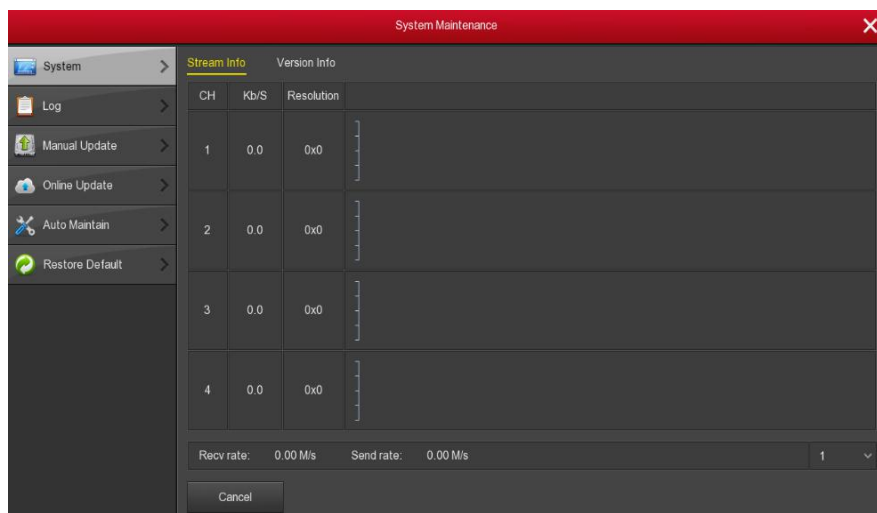 System Maintenance
System
Log
Manual Update
Online Update
Auto Maintain
Restore Default
Stream Info Version Info
CH Kb/S Resolution
1 0.0 0x0
2 0.0 0x0
3 0.0 0x0
4 0.0 0x0
Recv rate: 0.00 M/s Send rate: 0.00 M/s 1
Cancel